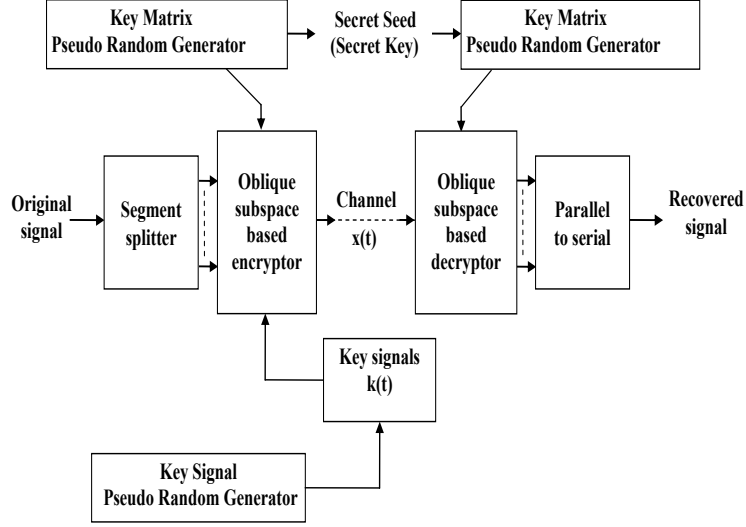 Key Matrix
Pseudo Random Generator
Secret Seed
(Secret Key)
Key Matrix
Pseudo Random Generator
Original
signal
Segment
splitter
Oblique
subspace
based
encryptor
Channel
x(t)
Oblique
subspace
based
decryptor
Parallel
to serial
Recovered
signal
Key signals
k(t)
Key Signal
Pseudo Random Generator